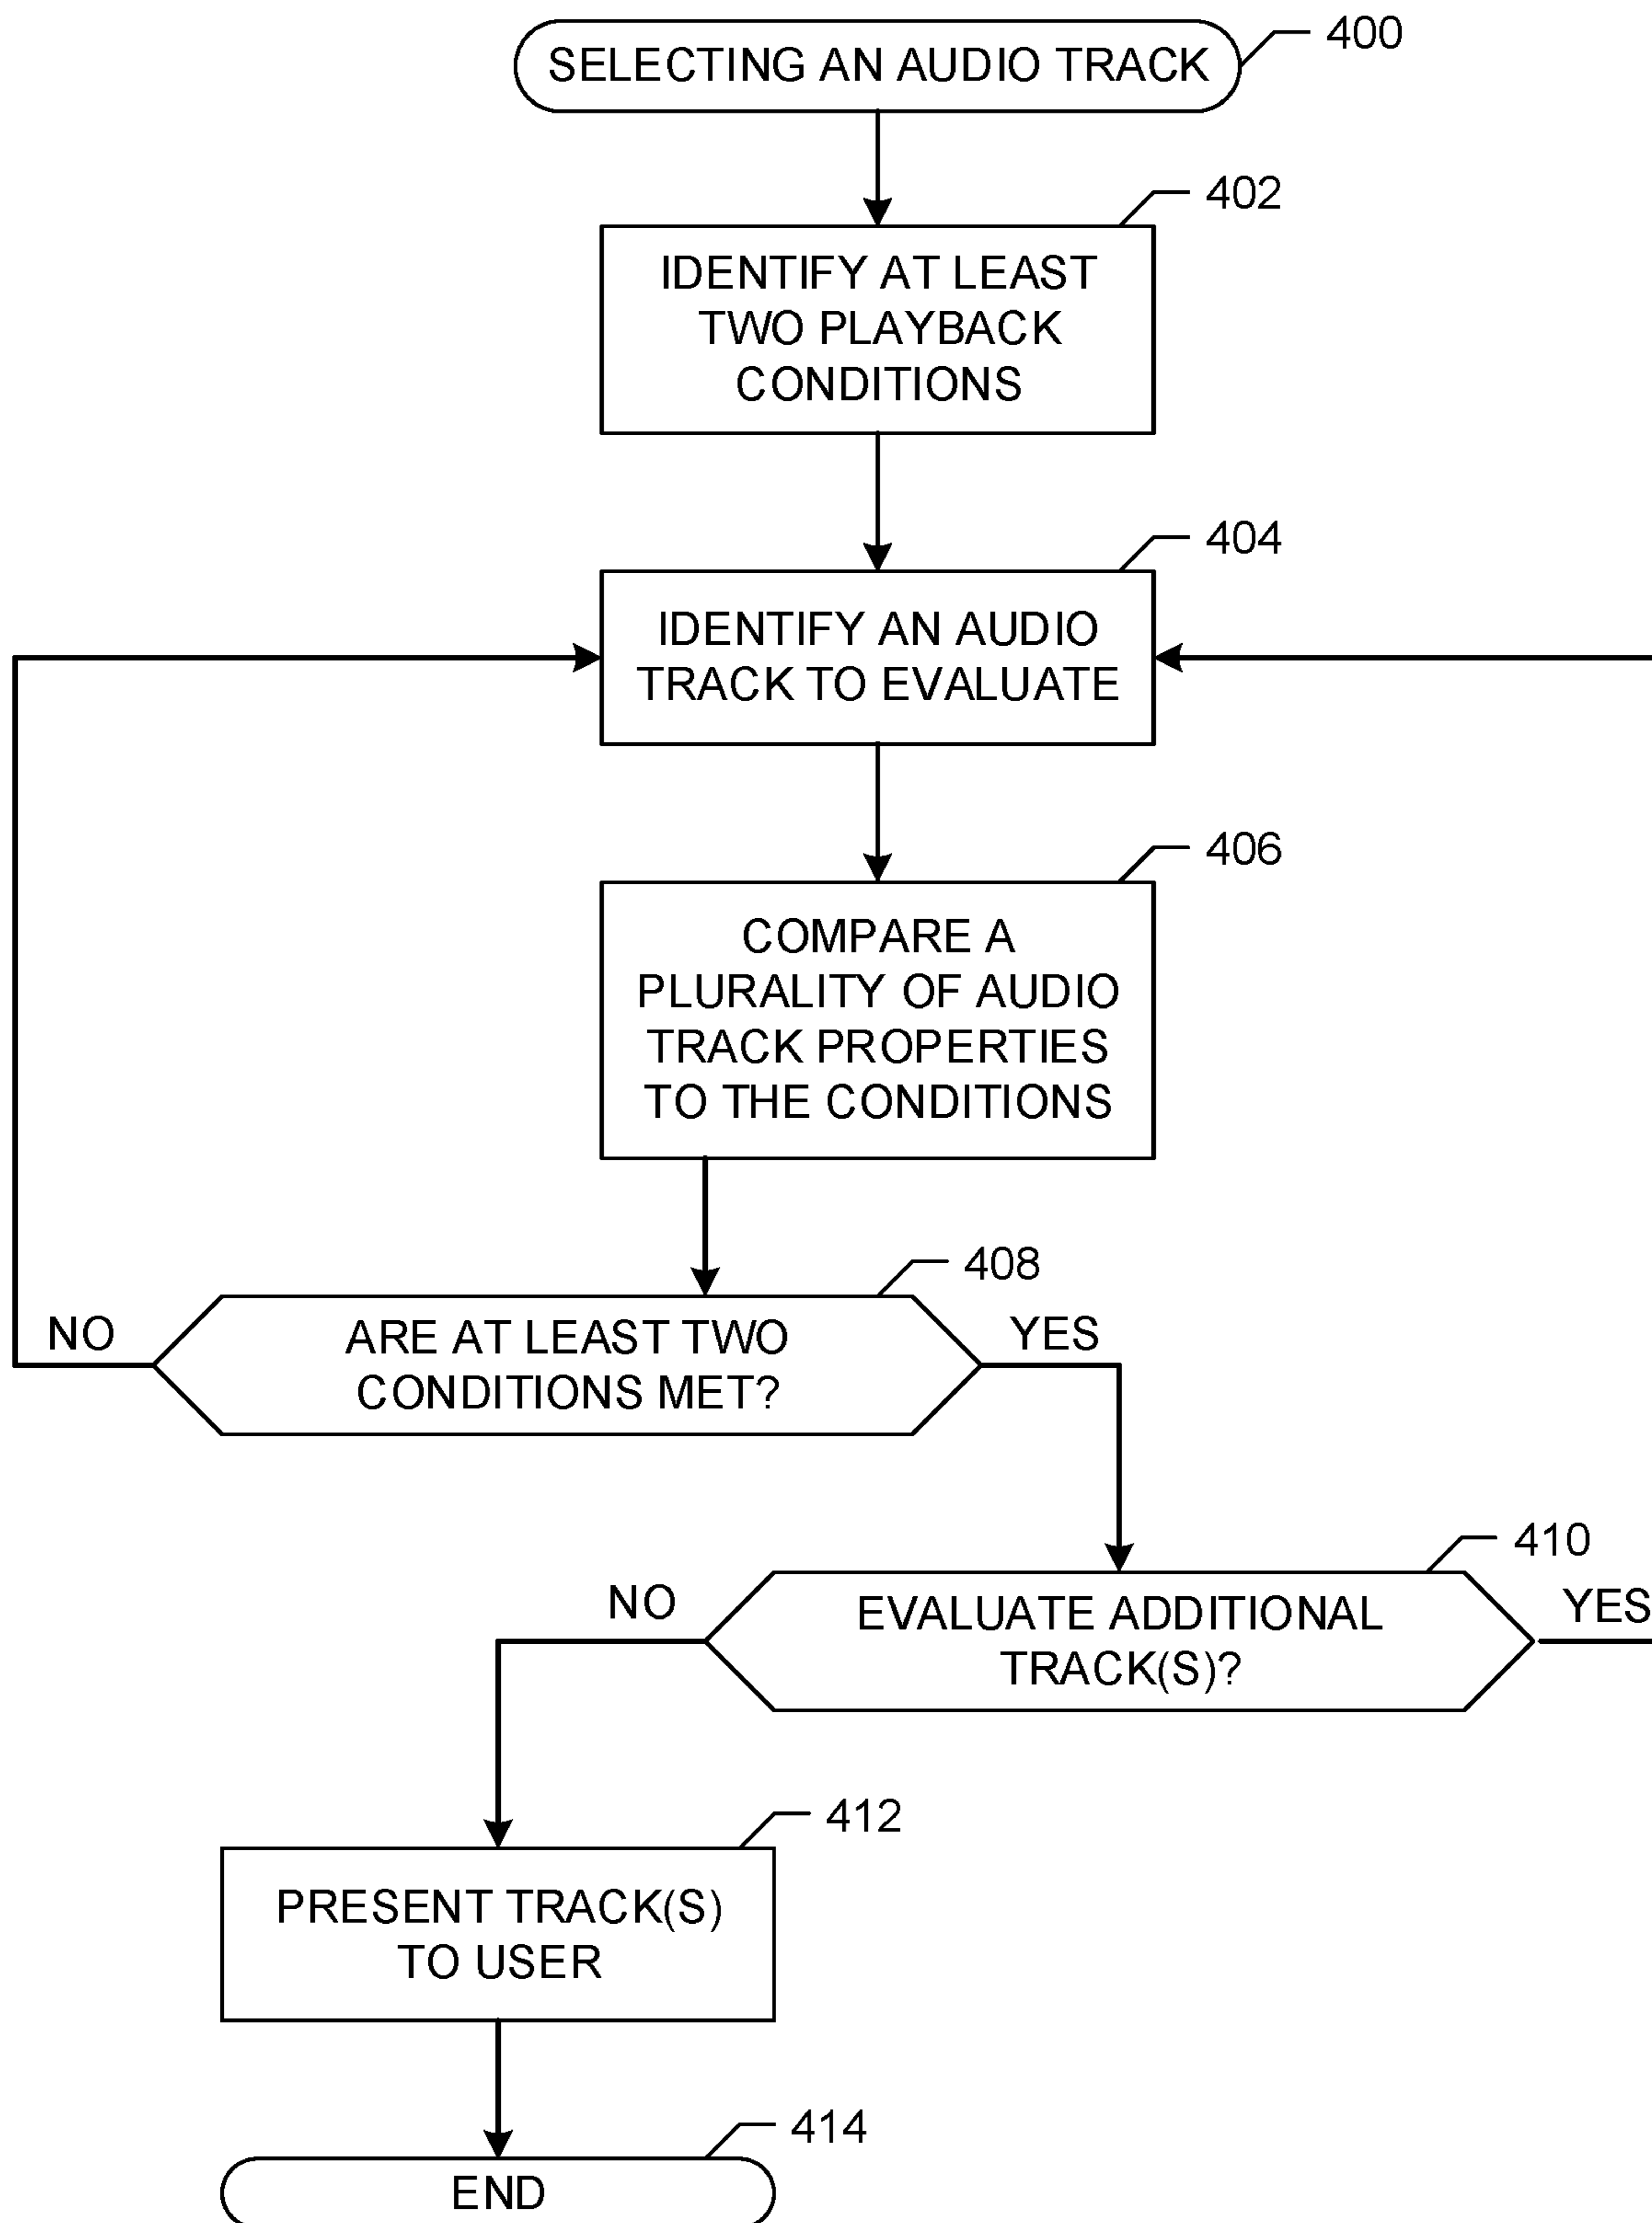 SELECTING AN AUDIO TRACK
400
402
IDENTIFY AT LEAST
TWO PLAYBACK
CONDITIONS
404
IDENTIFY AN AUDIO
TRACK TO EVALUATE
406
COMPARE A
PLURALITY OF AUDIO
TRACK PROPERTIES
TO THE CONDITIONS
408
NO
ARE AT LEAST TWO
CONDITIONS MET?
YES
410
NO
EVALUATE ADDITIONAL
TRACK(S)?
YES
412
PRESENT TRACK(S)
TO USER
414
END